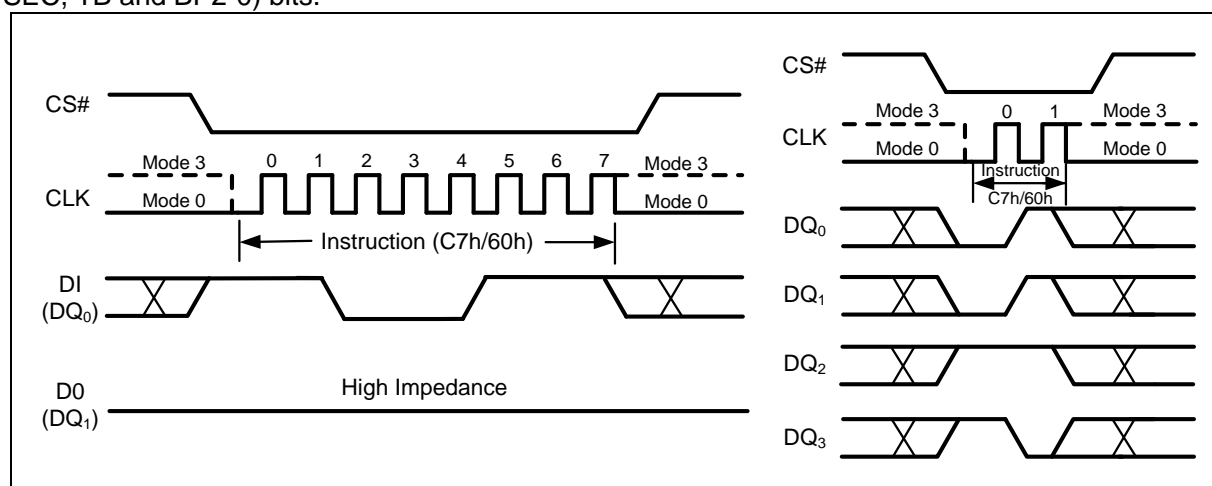 SEC, TB and BP2-0) bits.
CS#
Mode 3 0 1 2 3 4 5 6 7 Mode 3
CLK
Mode 0 Mode 0
Instruction (C7h/60h)
DI
(DQ0)
High Impedance
D0
(DQ1)
CS#
Mode 3 0 1 Mode 3
CLK
Mode 0 Mode 0
Instruction
C7h/60h
DQ0
DQ1
DQ2
DQ3